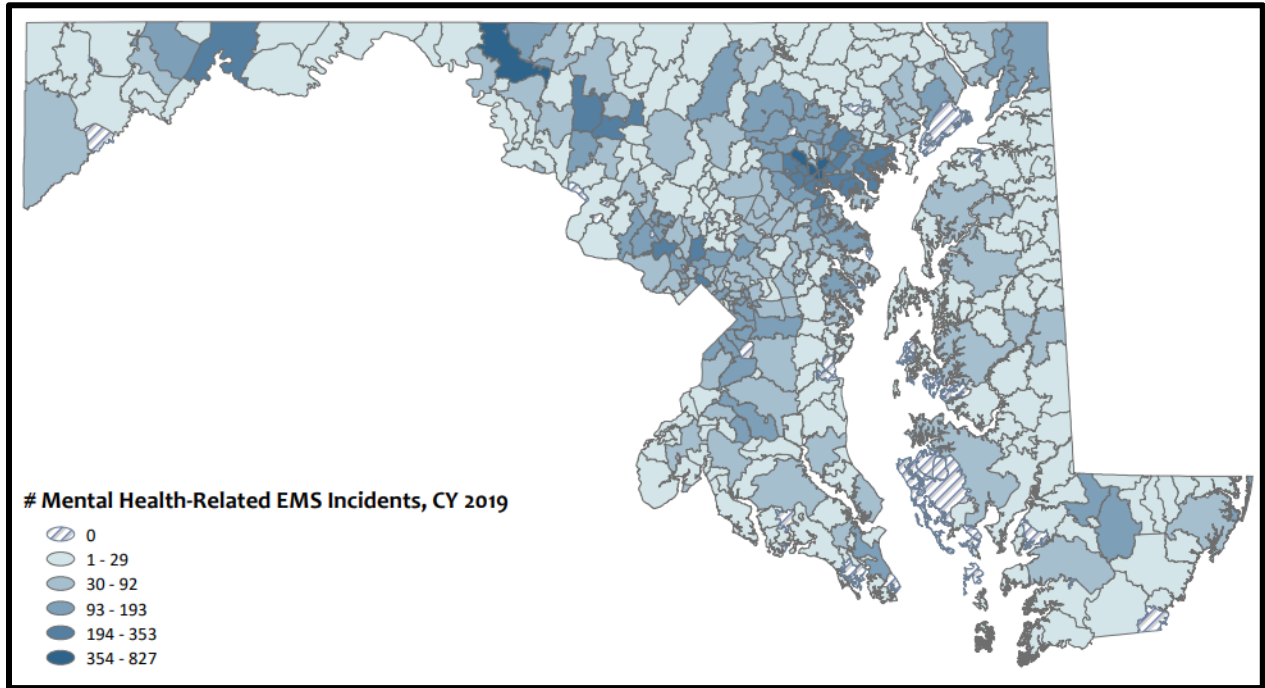 # Mental Health-Related EMS Incidents, CY 2019
0
1 - 29
30 - 92
93 - 193
194 - 353
354 - 827